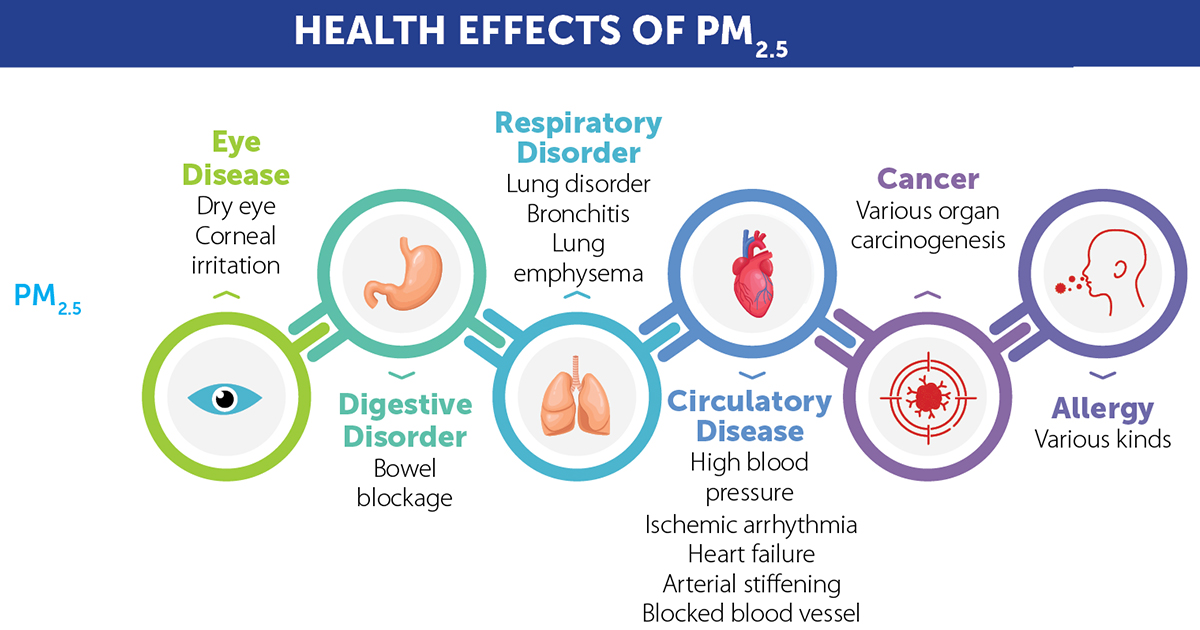 HEALTH EFFECTS OF PM2.5
PM2.5
Eye
Disease
Dry eye
Corneal
irritation
Digestive
Disorder
Bowel
blockage
Respiratory
Disorder
Lung disorder
Bronchitis
Lung
emphysema
Circulatory
Disease
High blood
pressure
Ischemic arrhythmia
Heart failure
Arterial stiffening
Blocked blood vessel
Cancer
Various organ
carcinogenesis
Allergy
Various kinds